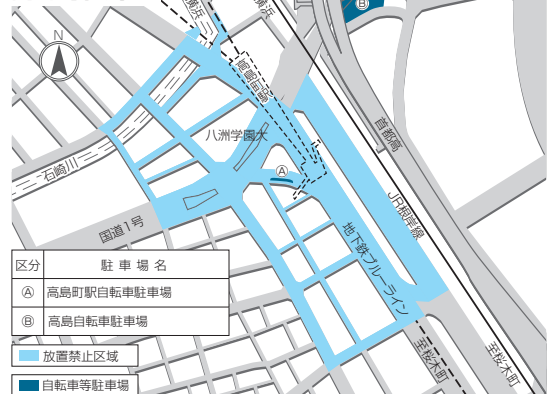 横浜
横浜
Ⓑ
N
高島町駅
首都高
八洲学園大
Ⓐ
石崎川
国道1号
JR根岸線
地下鉄ブルーライン
至桜木町
至桜木町
区分 駐車場名
Ⓐ 高島町駅自転車駐車場
Ⓑ 高島自転車駐車場
放置禁止区域
自転車等駐車場